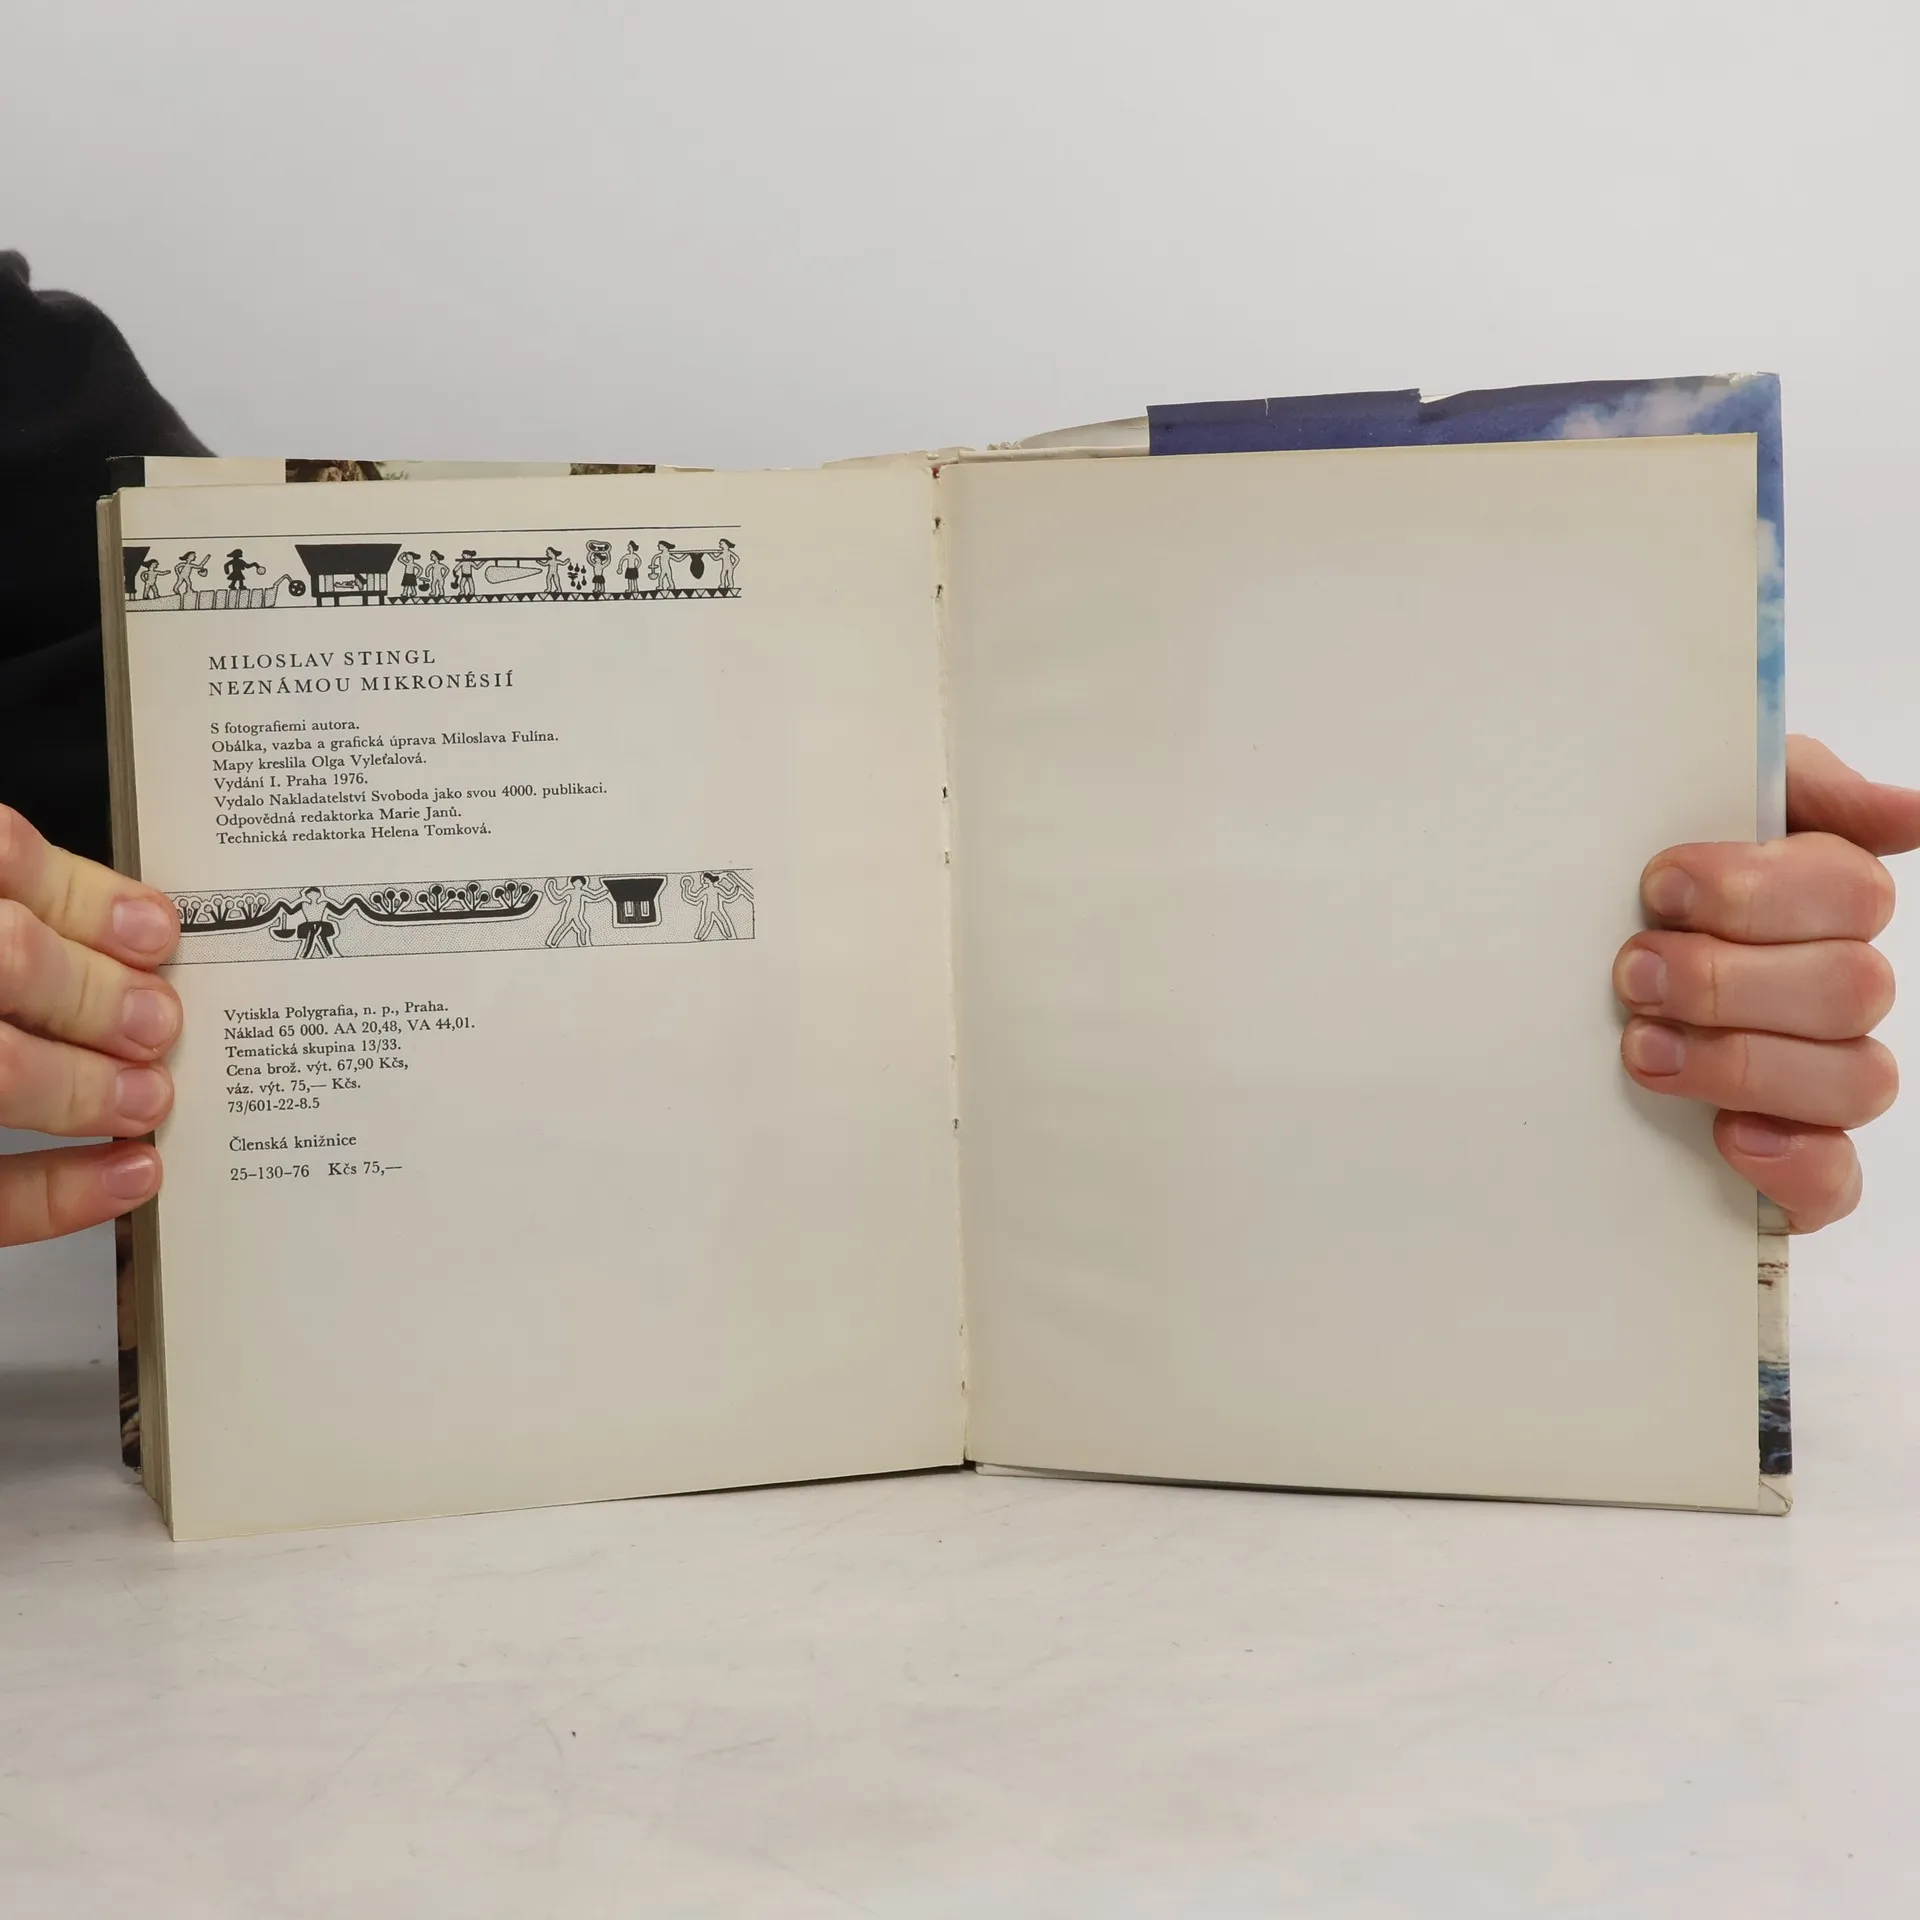 MILOSLAV STINGL
NEZNÁMOU MIKRONÉSIÍ
S fotografiemi autora.
Obálka, vazba a grafická úprava Miloslava Fulína.
Mapy kreslila Olga Vyleťalová.
Vydání I. Praha 1976.
Vydalo Nakladatelství Svoboda jako svou 4000. publikaci.
Odpovědná redaktorka Marie Janů.
Technická redaktorka Helena Tomková.
Vytiskla Polygrafia, n. p., Praha.
Náklad 65 000. AA 20,48, VA 44,01.
Tematická skupina 13/33.
Cena brož. výt. 67,90 Kčs,
váz. výt. 75,— Kčs.
73/601-22-8.5
Členská knižnice
25–130–76 Kčs 75,—